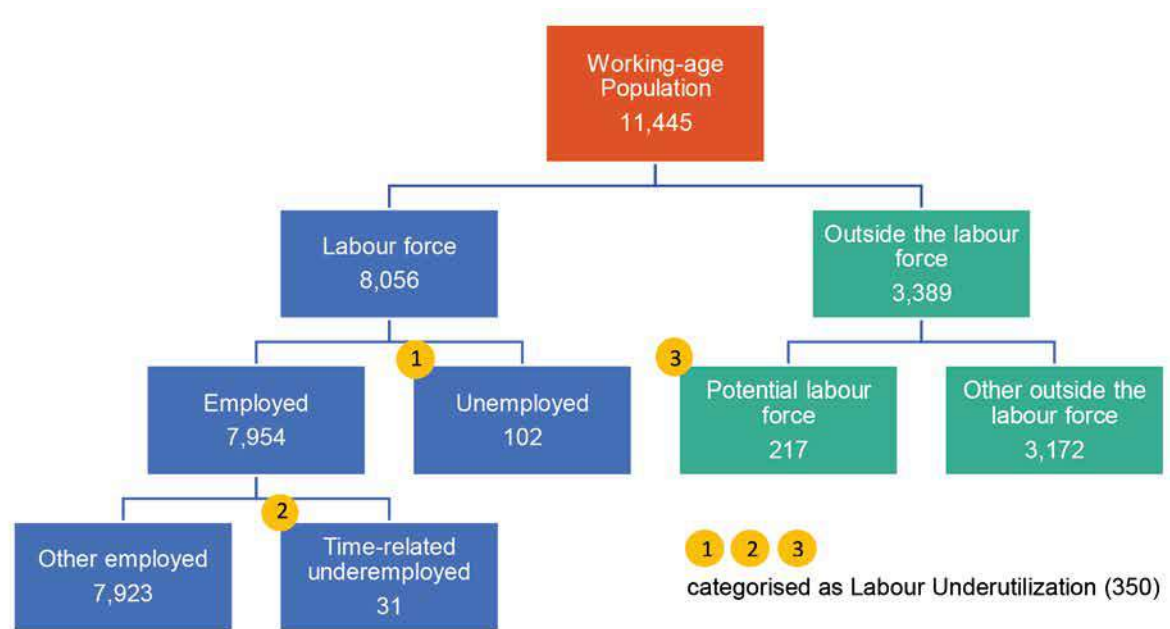 Working-age
Population
11,445
Labour force
8,056
Outside the labour
force
3,389
1
3
Employed
7,954
Unemployed
102
Potential labour
force
217
Other outside the
labour force
3,172
2
Other employed
7,923
Time-related
underemployed
31
1 2 3
categorised as Labour Underutilization (350)